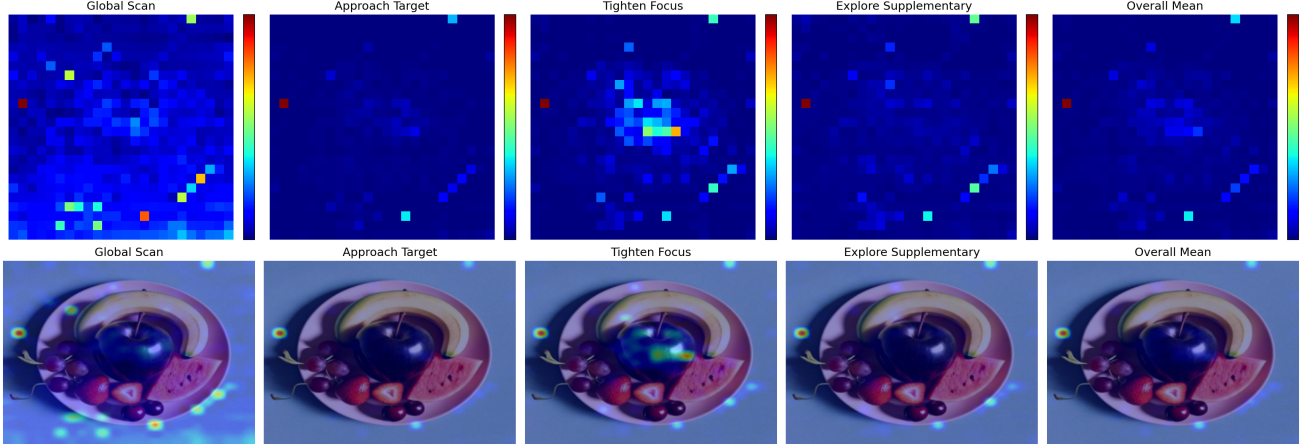 Global Scan
Approach Target
Tighten Focus
Explore Supplementary
Overall Mean
Global Scan
Approach Target
Tighten Focus
Explore Supplementary
Overall Mean